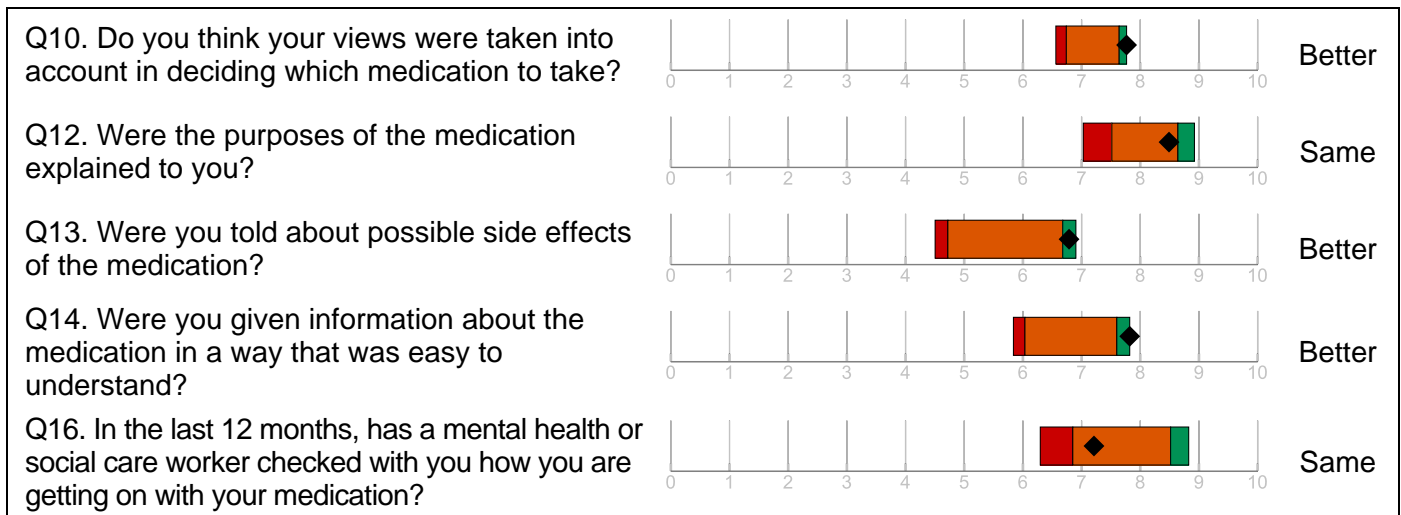 Q10. Do you think your views were taken into
account in deciding which medication to take?
0 1 2 3 4 5 6 7 8 9 10
Better
Q12. Were the purposes of the medication
explained to you?
0 1 2 3 4 5 6 7 8 9 10
Same
Q13. Were you told about possible side effects
of the medication?
0 1 2 3 4 5 6 7 8 9 10
Better
Q14. Were you given information about the
medication in a way that was easy to
understand?
0 1 2 3 4 5 6 7 8 9 10
Better
Q16. In the last 12 months, has a mental health or
social care worker checked with you how you are
getting on with your medication?
0 1 2 3 4 5 6 7 8 9 10
Same